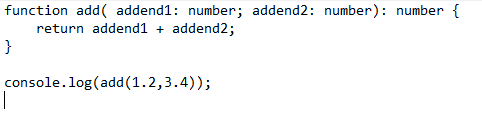 function add( addend1: number; addend2: number): number {
    return addend1 + addend2;
}
console.log(add(1.2,3.4));